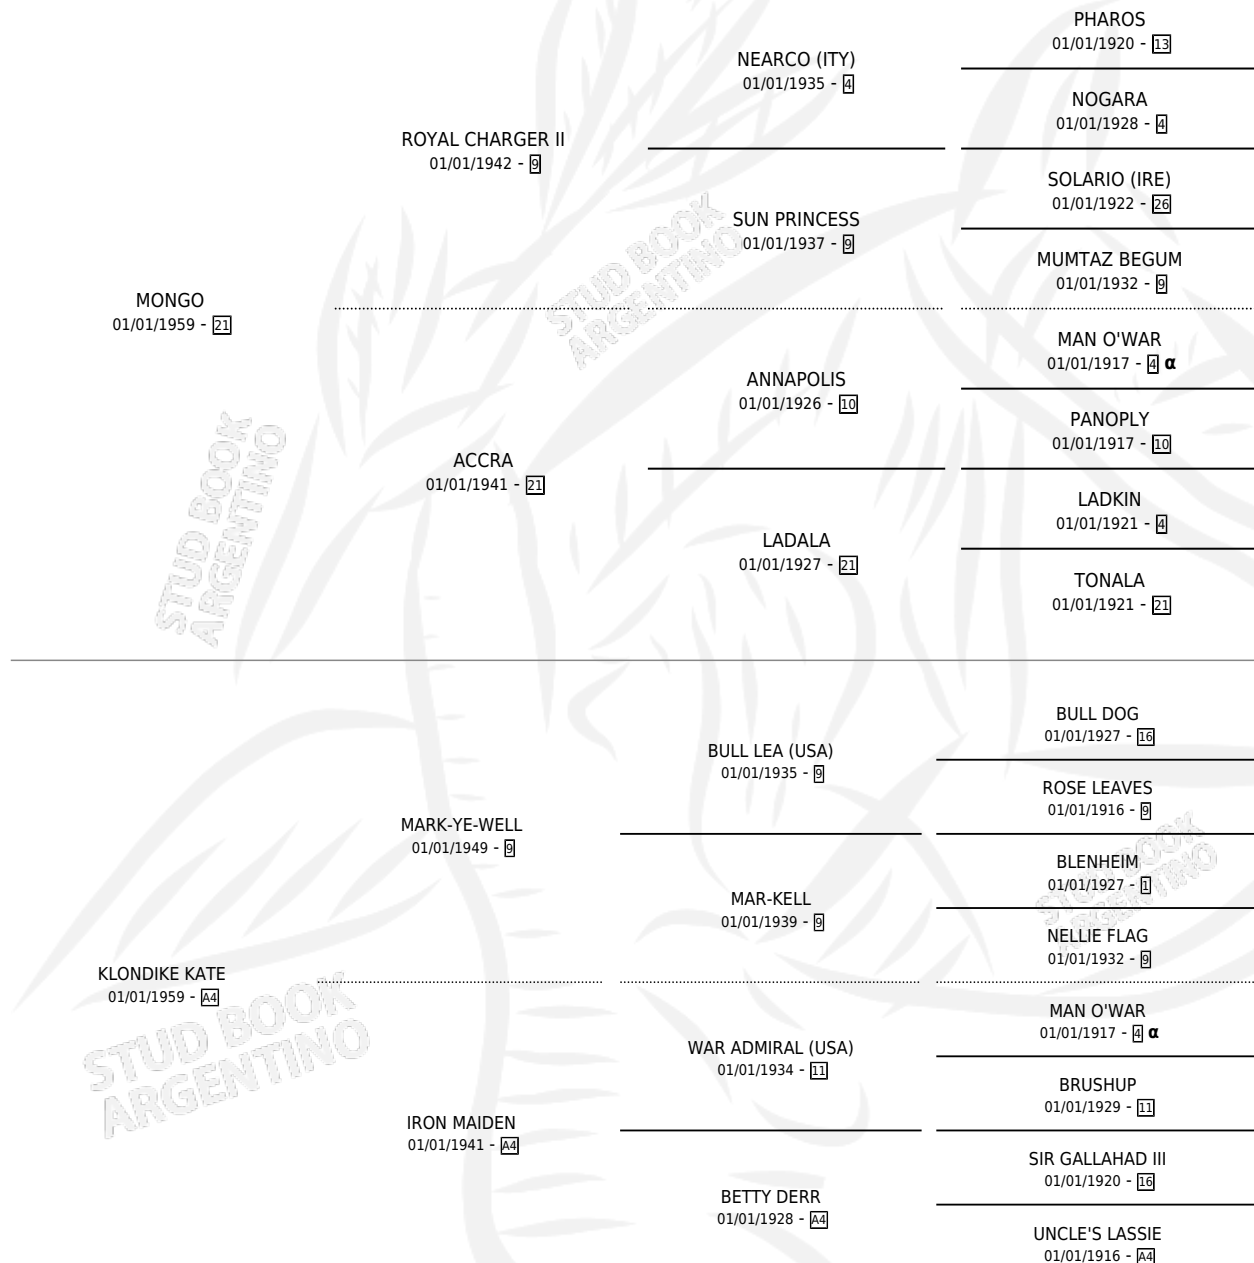 PHAROS
01/01/1920 - 13
NEARCO (ITY)
01/01/1935 - 4
NOGARA
01/01/1928 - 4
ROYAL CHARGER II
01/01/1942 - 9
SOLARIO (IRE)
01/01/1922 - 26
SUN PRINCESS
01/01/1937 - 9
MUMTAZ BEGUM
01/01/1932 - 9
MONGO
01/01/1959 - 21
MAN O'WAR
01/01/1917 - 4 α
ANNAPOLIS
01/01/1926 - 10
PANOPLY
01/01/1917 - 10
ACCRA
01/01/1941 - 21
LADKIN
01/01/1921 - 4
LADALA
01/01/1927 - 21
TONALA
01/01/1921 - 21
BULL DOG
01/01/1927 - 16
BULL LEA (USA)
01/01/1935 - 9
ROSE LEAVES
01/01/1916 - 9
MARK-YE-WELL
01/01/1949 - 9
BLENHEIM
01/01/1927 - 1
MAR-KELL
01/01/1939 - 9
NELLIE FLAG
01/01/1932 - 9
KLONDIKE KATE
01/01/1959 - A4
MAN O'WAR
01/01/1917 - 4 α
WAR ADMIRAL (USA)
01/01/1934 - 11
BRUSHUP
01/01/1929 - 11
IRON MAIDEN
01/01/1941 - A4
SIR GALLAHAD III
01/01/1920 - 16
BETTY DERR
01/01/1928 - A4
UNCLE'S LASSIE
01/01/1916 - A4
STUD BOOK
ARGENTINO
STUD BOOK
ARGENTINO
STUD BOOK
ARGENTINO
STUD BOOK
ARGENTINO